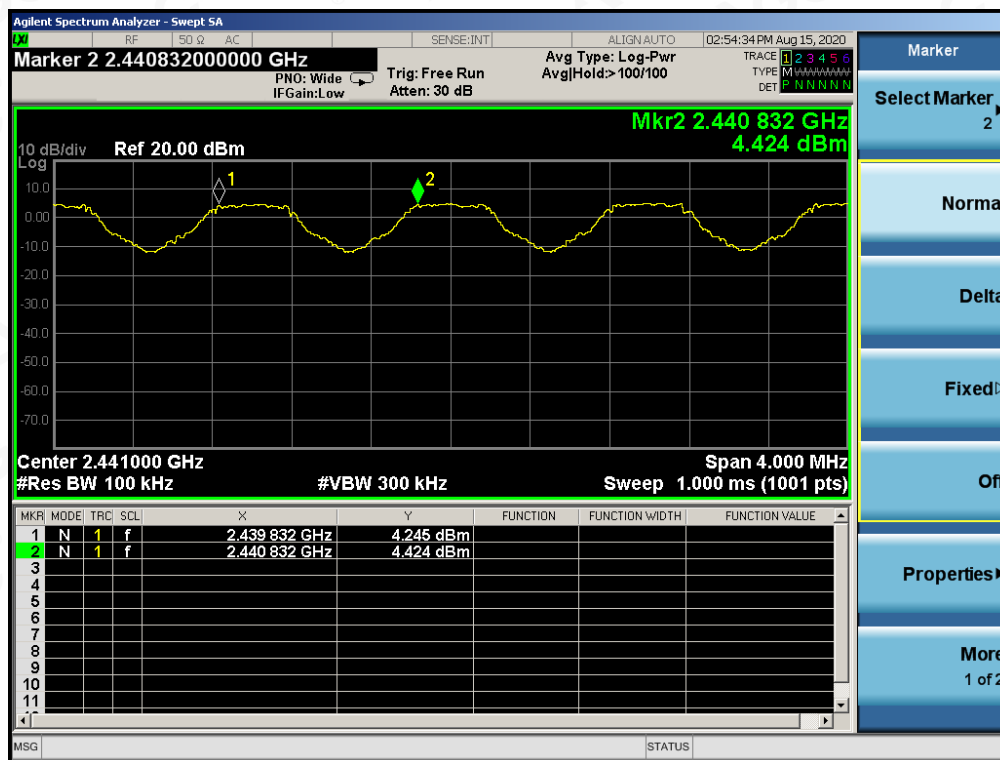 Agilent Spectrum Analyzer - Swept SA
LXI RF 50 Ω AC SENSE:INT ALIGN AUTO 02:54:34 PM Aug 15, 2020
Marker 2 2.440832000000 GHz
PNO: Wide
IFGain:Low
Trig: Free Run
Atten: 30 dB
Avg Type: Log-Pwr
Avg|Hold:> 100/100
TRACE 1 2 3 4 5 6
TYPE M
DET P N N N N N
Mkr2 2.440 832 GHz
4.424 dBm
10 dB/div Ref 20.00 dBm
Log
10.0
0.00
-10.0
-20.0
-30.0
-40.0
-50.0
-60.0
-70.0
1
2
Center 2.441000 GHz Span 4.000 MHz
#Res BW 100 kHz #VBW 300 kHz Sweep 1.000 ms (1001 pts)
MKR MODE TRC SCL X Y FUNCTION FUNCTION WIDTH FUNCTION VALUE
1 N 1 f 2.439 832 GHz 4.245 dBm
2 N 1 f 2.440 832 GHz 4.424 dBm
3
4
5
6
7
8
9
10
11
MSG STATUS
Marker
Select Marker
2
Norma
Delta
Fixed
Off
Properties
More
1 of 2